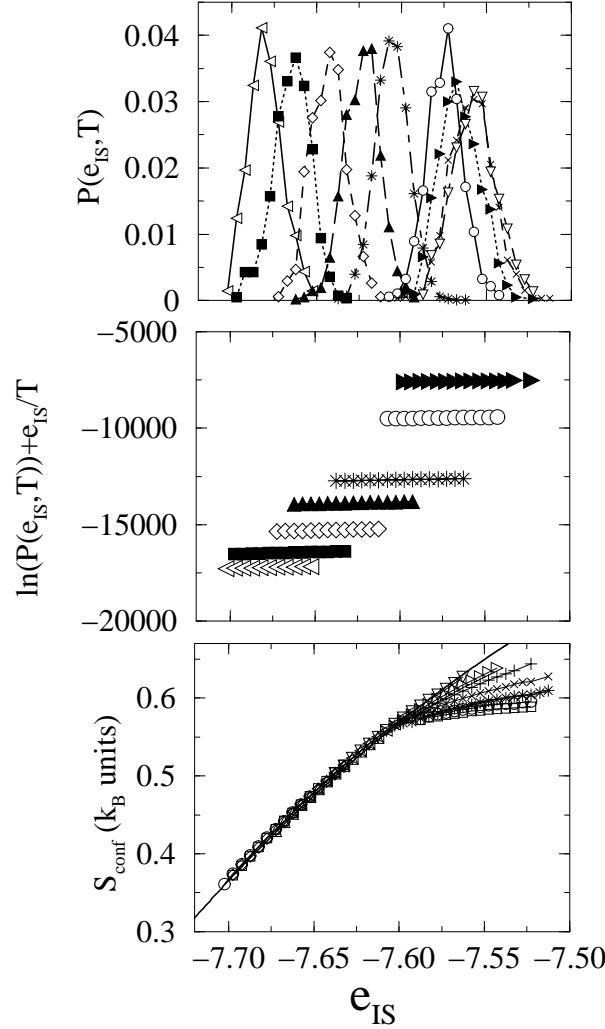 P(e_IS,T)
0.04
0.03
0.02
0.01
0
ln(P(e_IS,T))+e_IS/T
−5000
−10000
−15000
−20000
S_conf (k_B units)
0.6
0.5
0.4
0.3
−7.70 −7.65 −7.60 −7.55 −7.50
e_IS